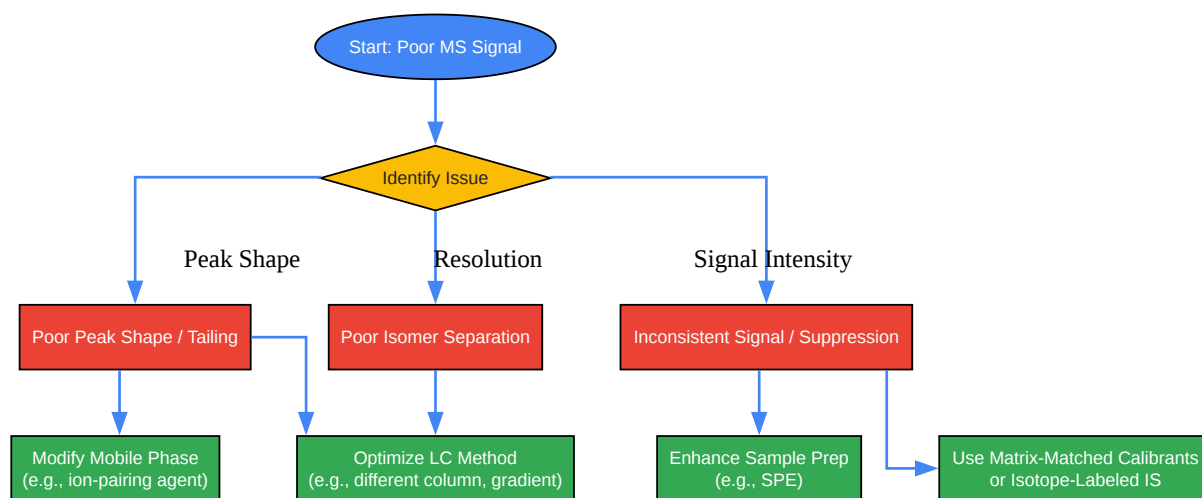 Start: Poor MS Signal
Identify Issue
Peak Shape
Resolution
Signal Intensity
Poor Peak Shape / Tailing
Poor Isomer Separation
Inconsistent Signal / Suppression
Modify Mobile Phase
(e.g., ion-pairing agent)
Optimize LC Method
(e.g., different column, gradient)
Enhance Sample Prep
(e.g., SPE)
Use Matrix-Matched Calibrants
or Isotope-Labeled IS